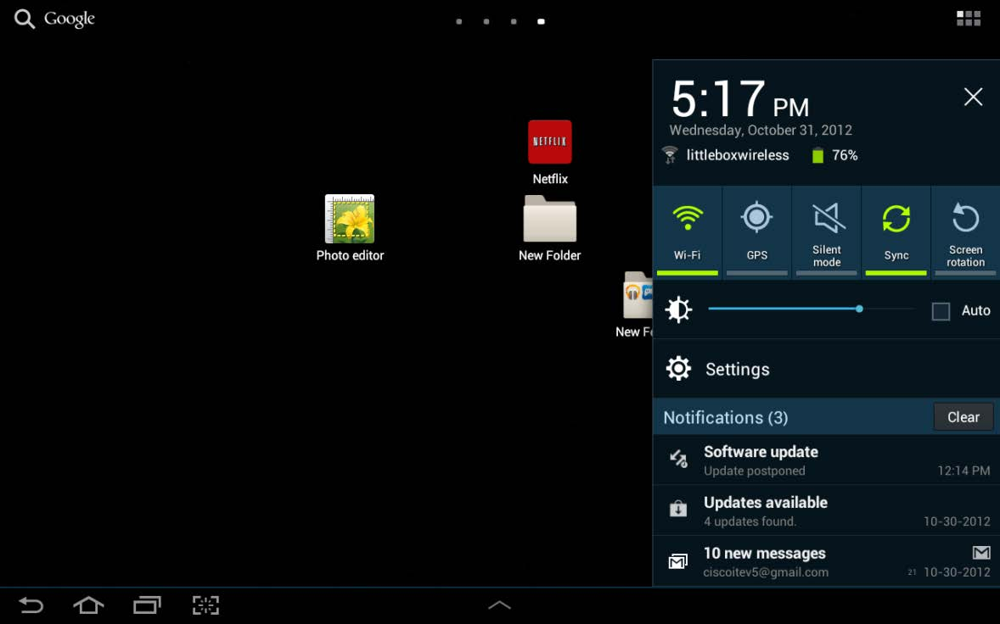 Google
5:17 PM
Wednesday, October 31, 2012
littleboxwireless 76%
NETFLIX
Netflix
Photo editor
New Folder
New Fo
Wi-Fi
GPS
Silent
mode
Sync
Screen
rotation
Auto
Settings
Notifications (3)
Clear
Software update
Update postponed 12:14 PM
Updates available
4 updates found. 10-30-2012
10 new messages
ciscoitev5@gmail.com 21 10-30-2012